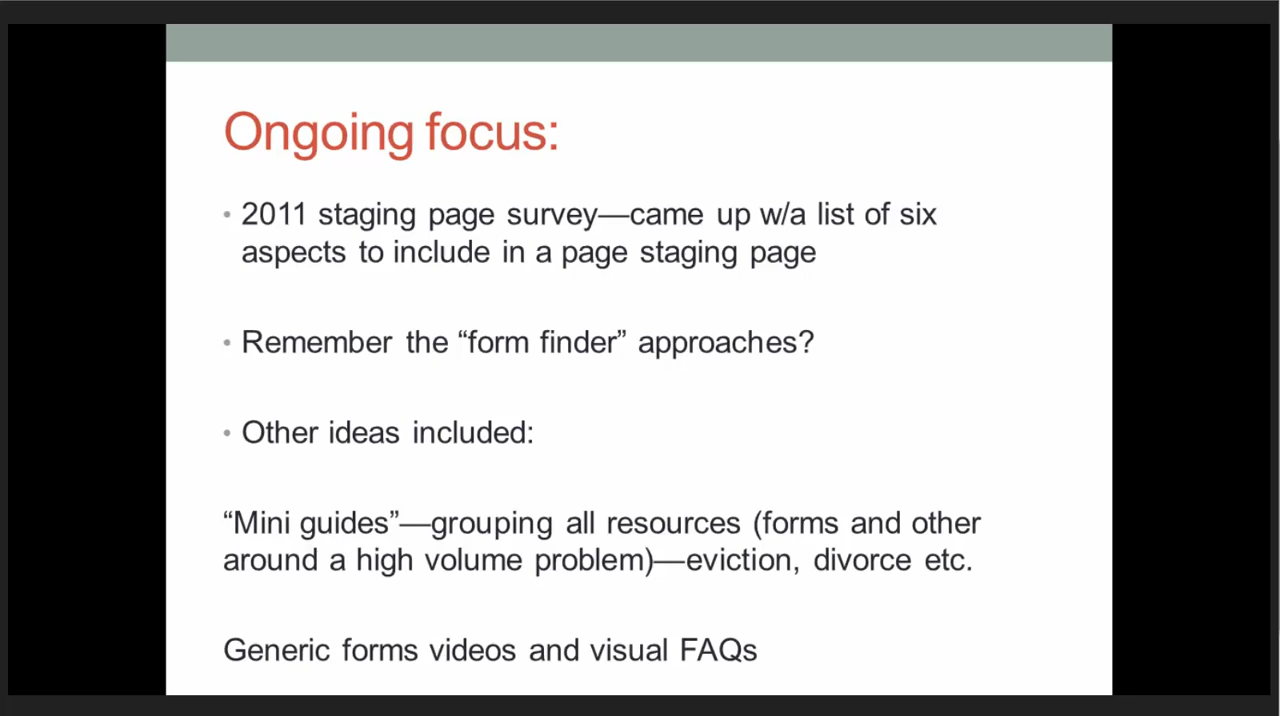 Ongoing focus:
• 2011 staging page survey—came up w/a list of six
aspects to include in a page staging page
• Remember the “form finder” approaches?
• Other ideas included:
“Mini guides”—grouping all resources (forms and other
around a high volume problem)—eviction, divorce etc.
Generic forms videos and visual FAQs